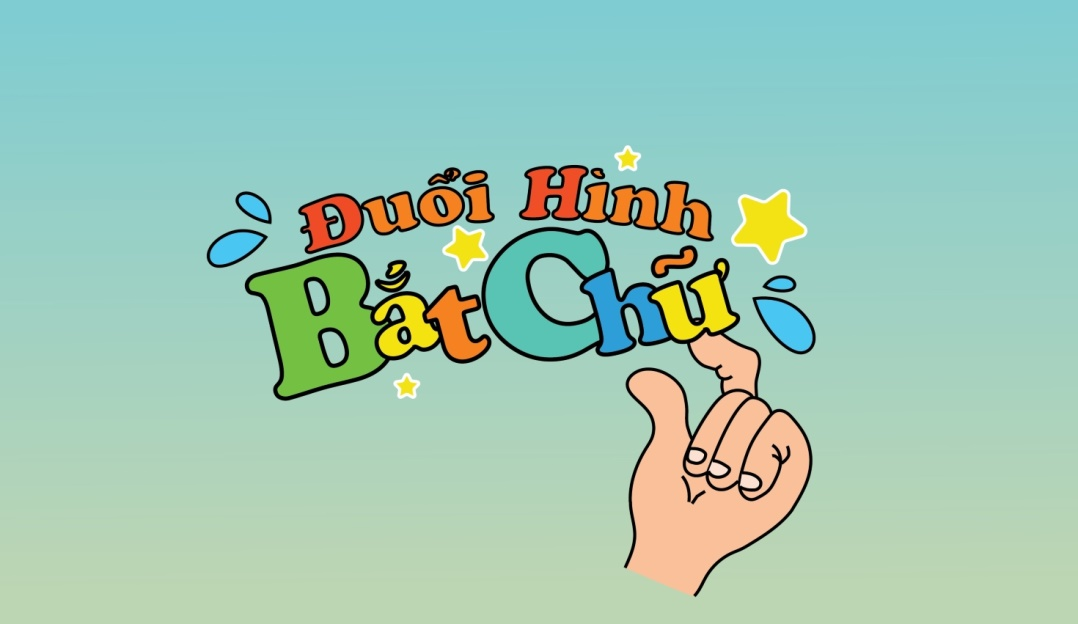 Đuổi Hình
Bắt Chữ